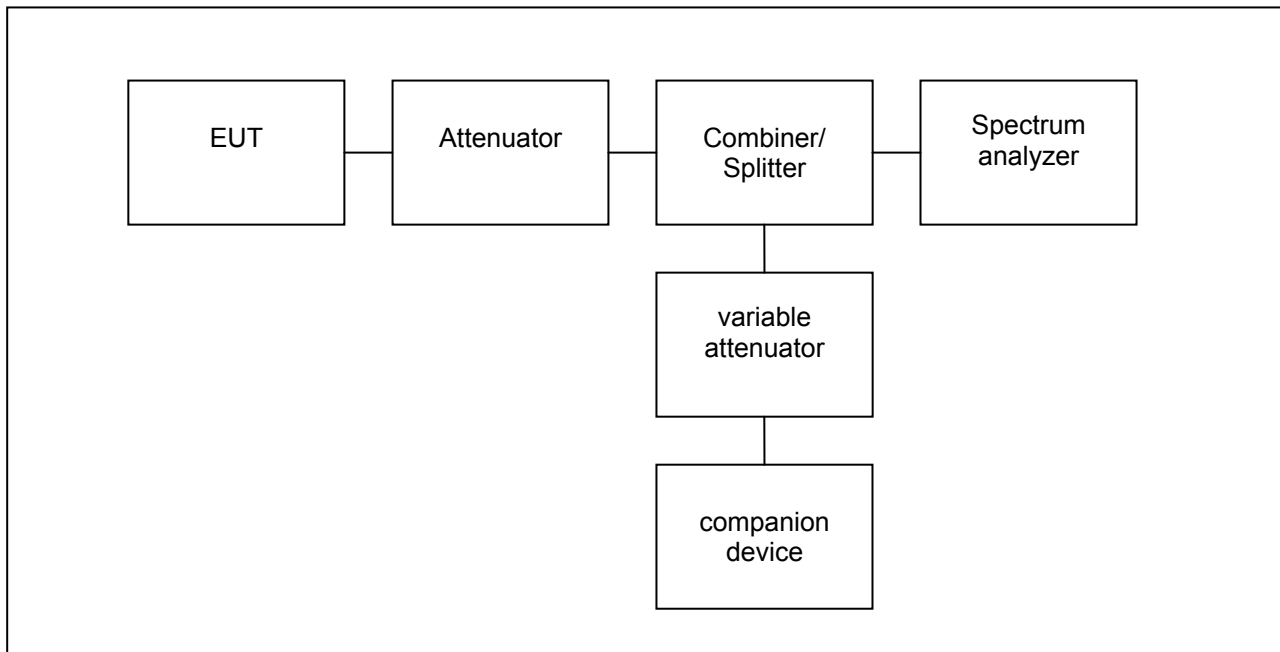 EUT
Attenuator
Combiner/
Splitter
Spectrum
analyzer
variable
attenuator
companion
device